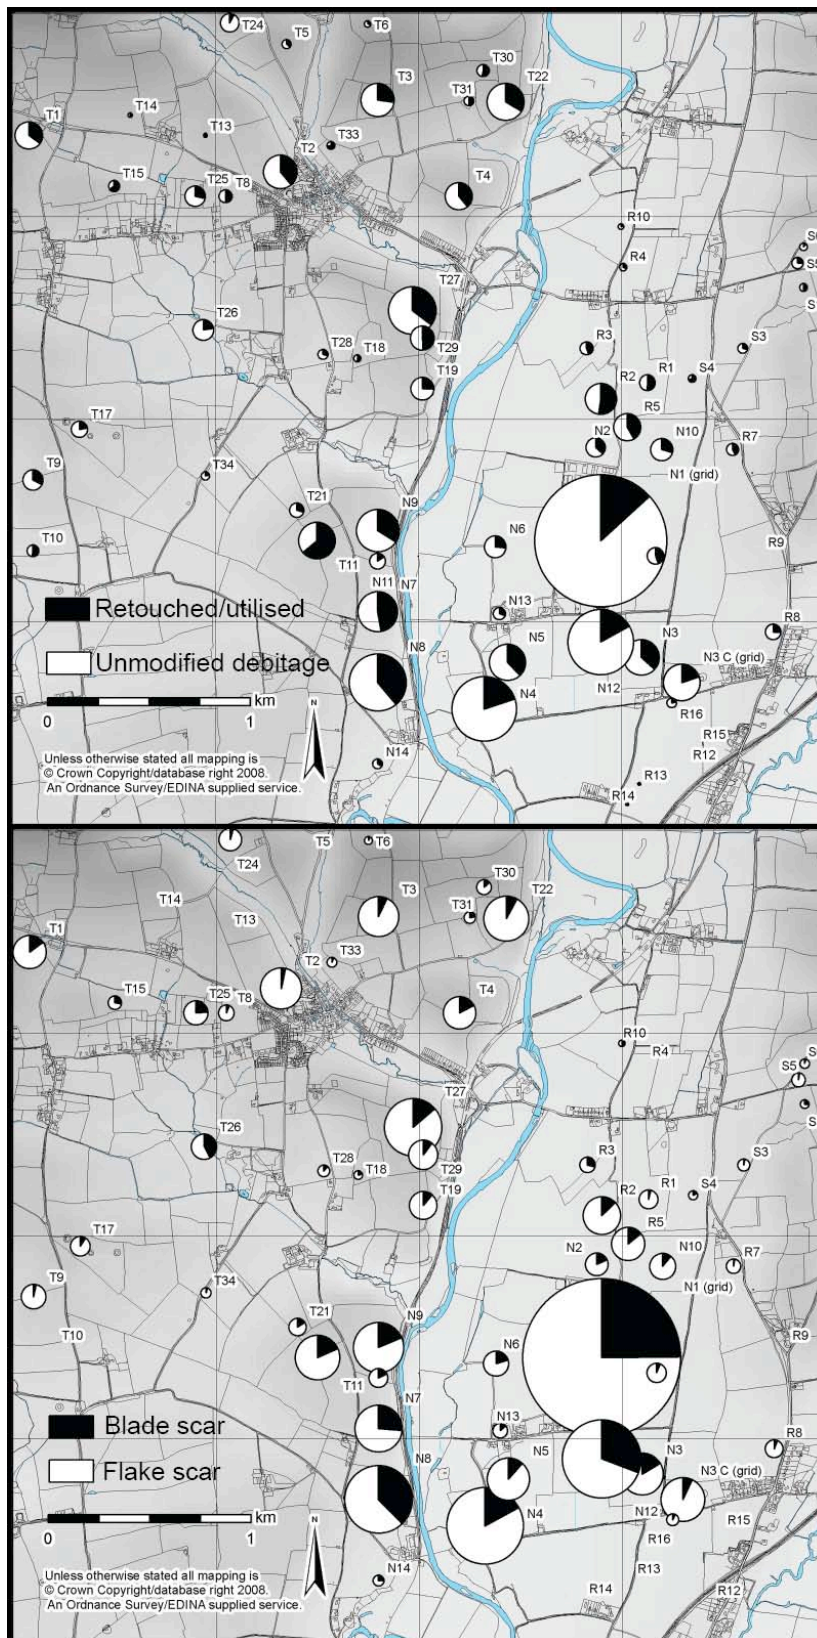 T24
T5
T6
T3
T30
T31
T22
T14
T1
T13
T2
T33
T15
T25
T8
T4
R10
S6
S5
R4
S
T27
T26
T28
T18
T29
T19
R3
S3
R2
R1
S4
R5
T17
N2
N10
R7
T9
T34
N1 (grid)
T21
N9
T10
T11
N6
R9
N11
N7
N13
Retouched/utilised
R8
Unmodified debitage
N8
N5
N3
N3 C (grid)
N4
N12
km
0
1
R16
R15
R12
N
N14
R13
R14
Unless otherwise stated all mapping is
© Crown Copyright/database right 2008.
An Ordnance Survey/EDINA supplied service.
T24
T5
T6
T3
T30
T31
T22
T14
T1
T13
T2
T33
T15
T25
T8
T4
R10
R4
S
S5
S
T27
T26
T28
T18
T29
T19
R3
S3
R2
R1
S4
R5
T17
N2
N10
R7
T9
T34
N1 (grid)
T10
T21
N9
N6
R9
T11
N7
Blade scar
N13
R8
Flake scar
N8
N5
N3
N3 C (grid)
N4
N12
km
0
1
R16
R15
N
N14
R13
R14
R12
Unless otherwise stated all mapping is
© Crown Copyright/database right 2008.
An Ordnance Survey/EDINA supplied service.